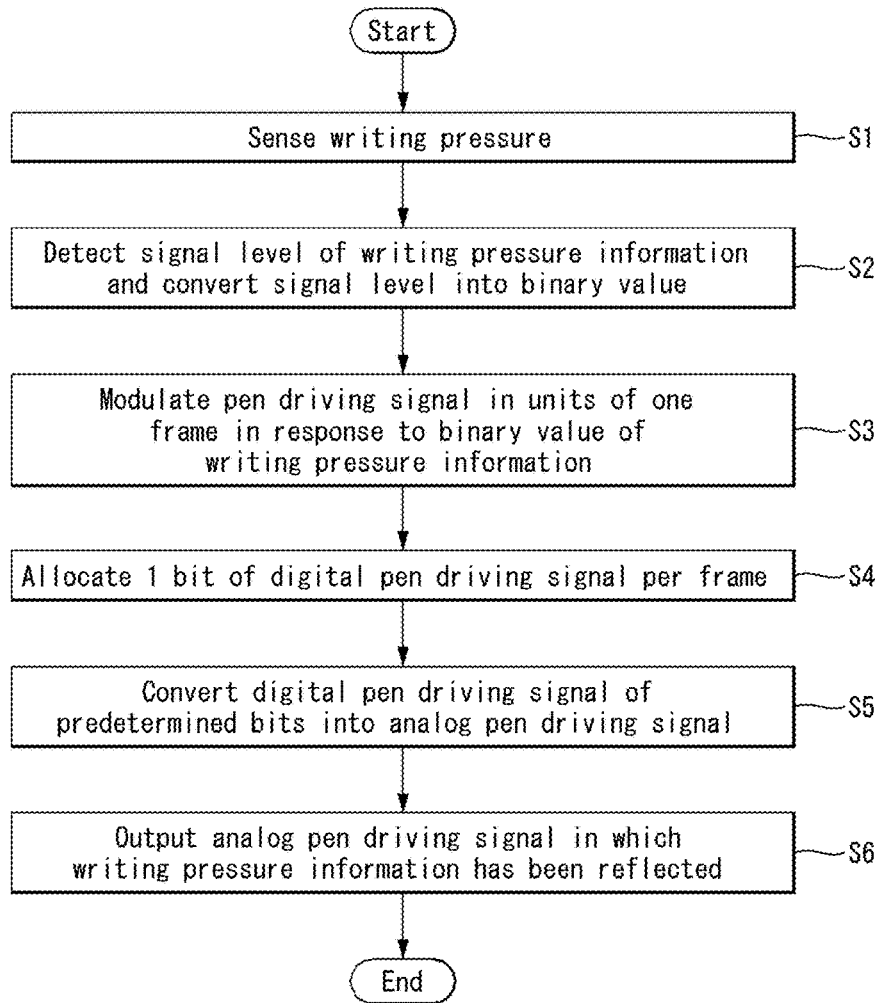 Start
Sense writing pressure
S1
Detect signal level of writing pressure information
and convert signal level into binary value
S2
Modulate pen driving signal in units of one
frame in response to binary value of
writing pressure information
S3
Allocate 1 bit of digital pen driving signal per frame
S4
Convert digital pen driving signal of
predetermined bits into analog pen driving signal
S5
Output analog pen driving signal in which
writing pressure information has been reflected
S6
End